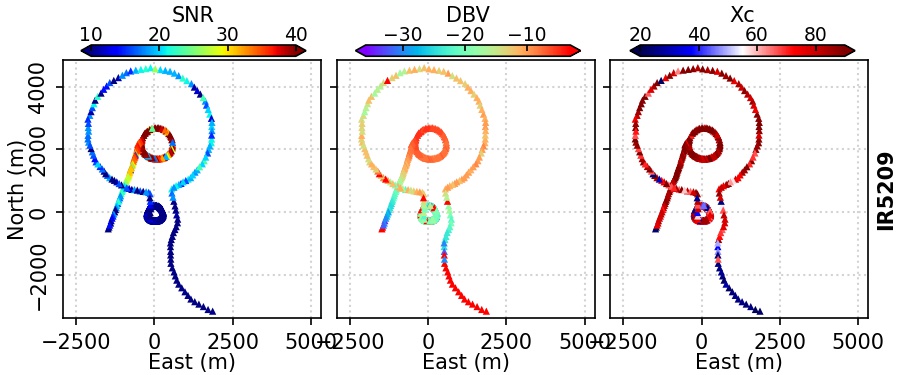 SNR DBV Xc
10 20 30 40 −30 −20 −10 20 40 60 80
4000
2000
0
−2000
North (m)
IR5209
−2500 0 2500 5000 −2500 0 2500 5000 −2500 0 2500 5000
East (m) East (m) East (m)